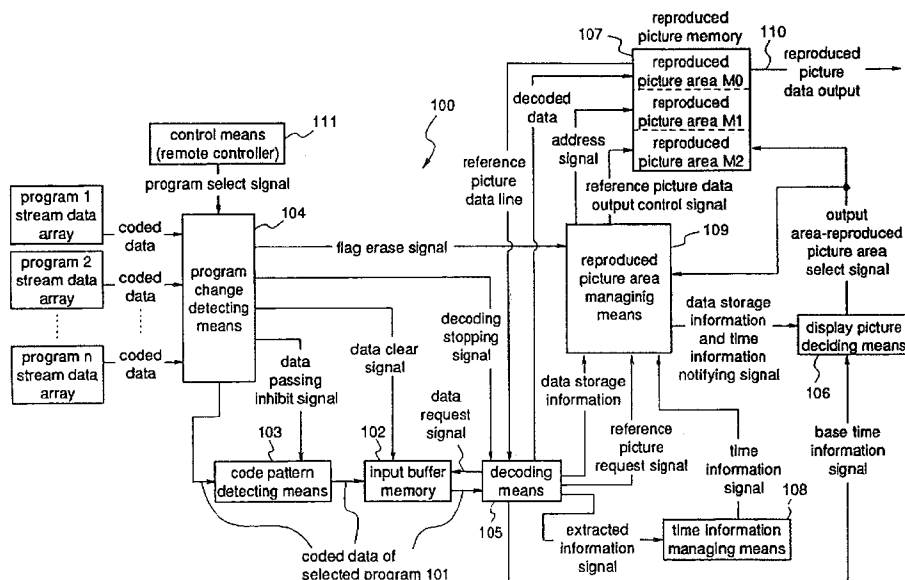 reproduced
picture memory
107
110
reproduced
picture area M0
reproduced
picture area M1
reproduced
picture area M2
reproduced
picture
data output
decoded
data
address
signal
100
111
control means
(remote controller)
program select signal
reference
picture
data line
reference picture data
output control signal
program 1
stream data
array
coded
data
program 2
stream data
array
coded
data
program n
stream data
array
coded
data
104
program
change
detecting
means
flag erase signal
109
reproduced
picture area
managinig
means
output
area-reproduced
picture area
select signal
decoding
stopping
signal
data storage
information
and time
information
notifying signal
display picture
deciding means
106
data clear
signal
data
passing
inhibit signal
data
request
signal
data storage
information
reference
picture
request signal
time
information
signal
base time
information
signal
103
code pattern
detecting means
102
input buffer
memory
decoding
means
105
108
time information
managing means
extracted
information
signal
coded data of
selected program 101